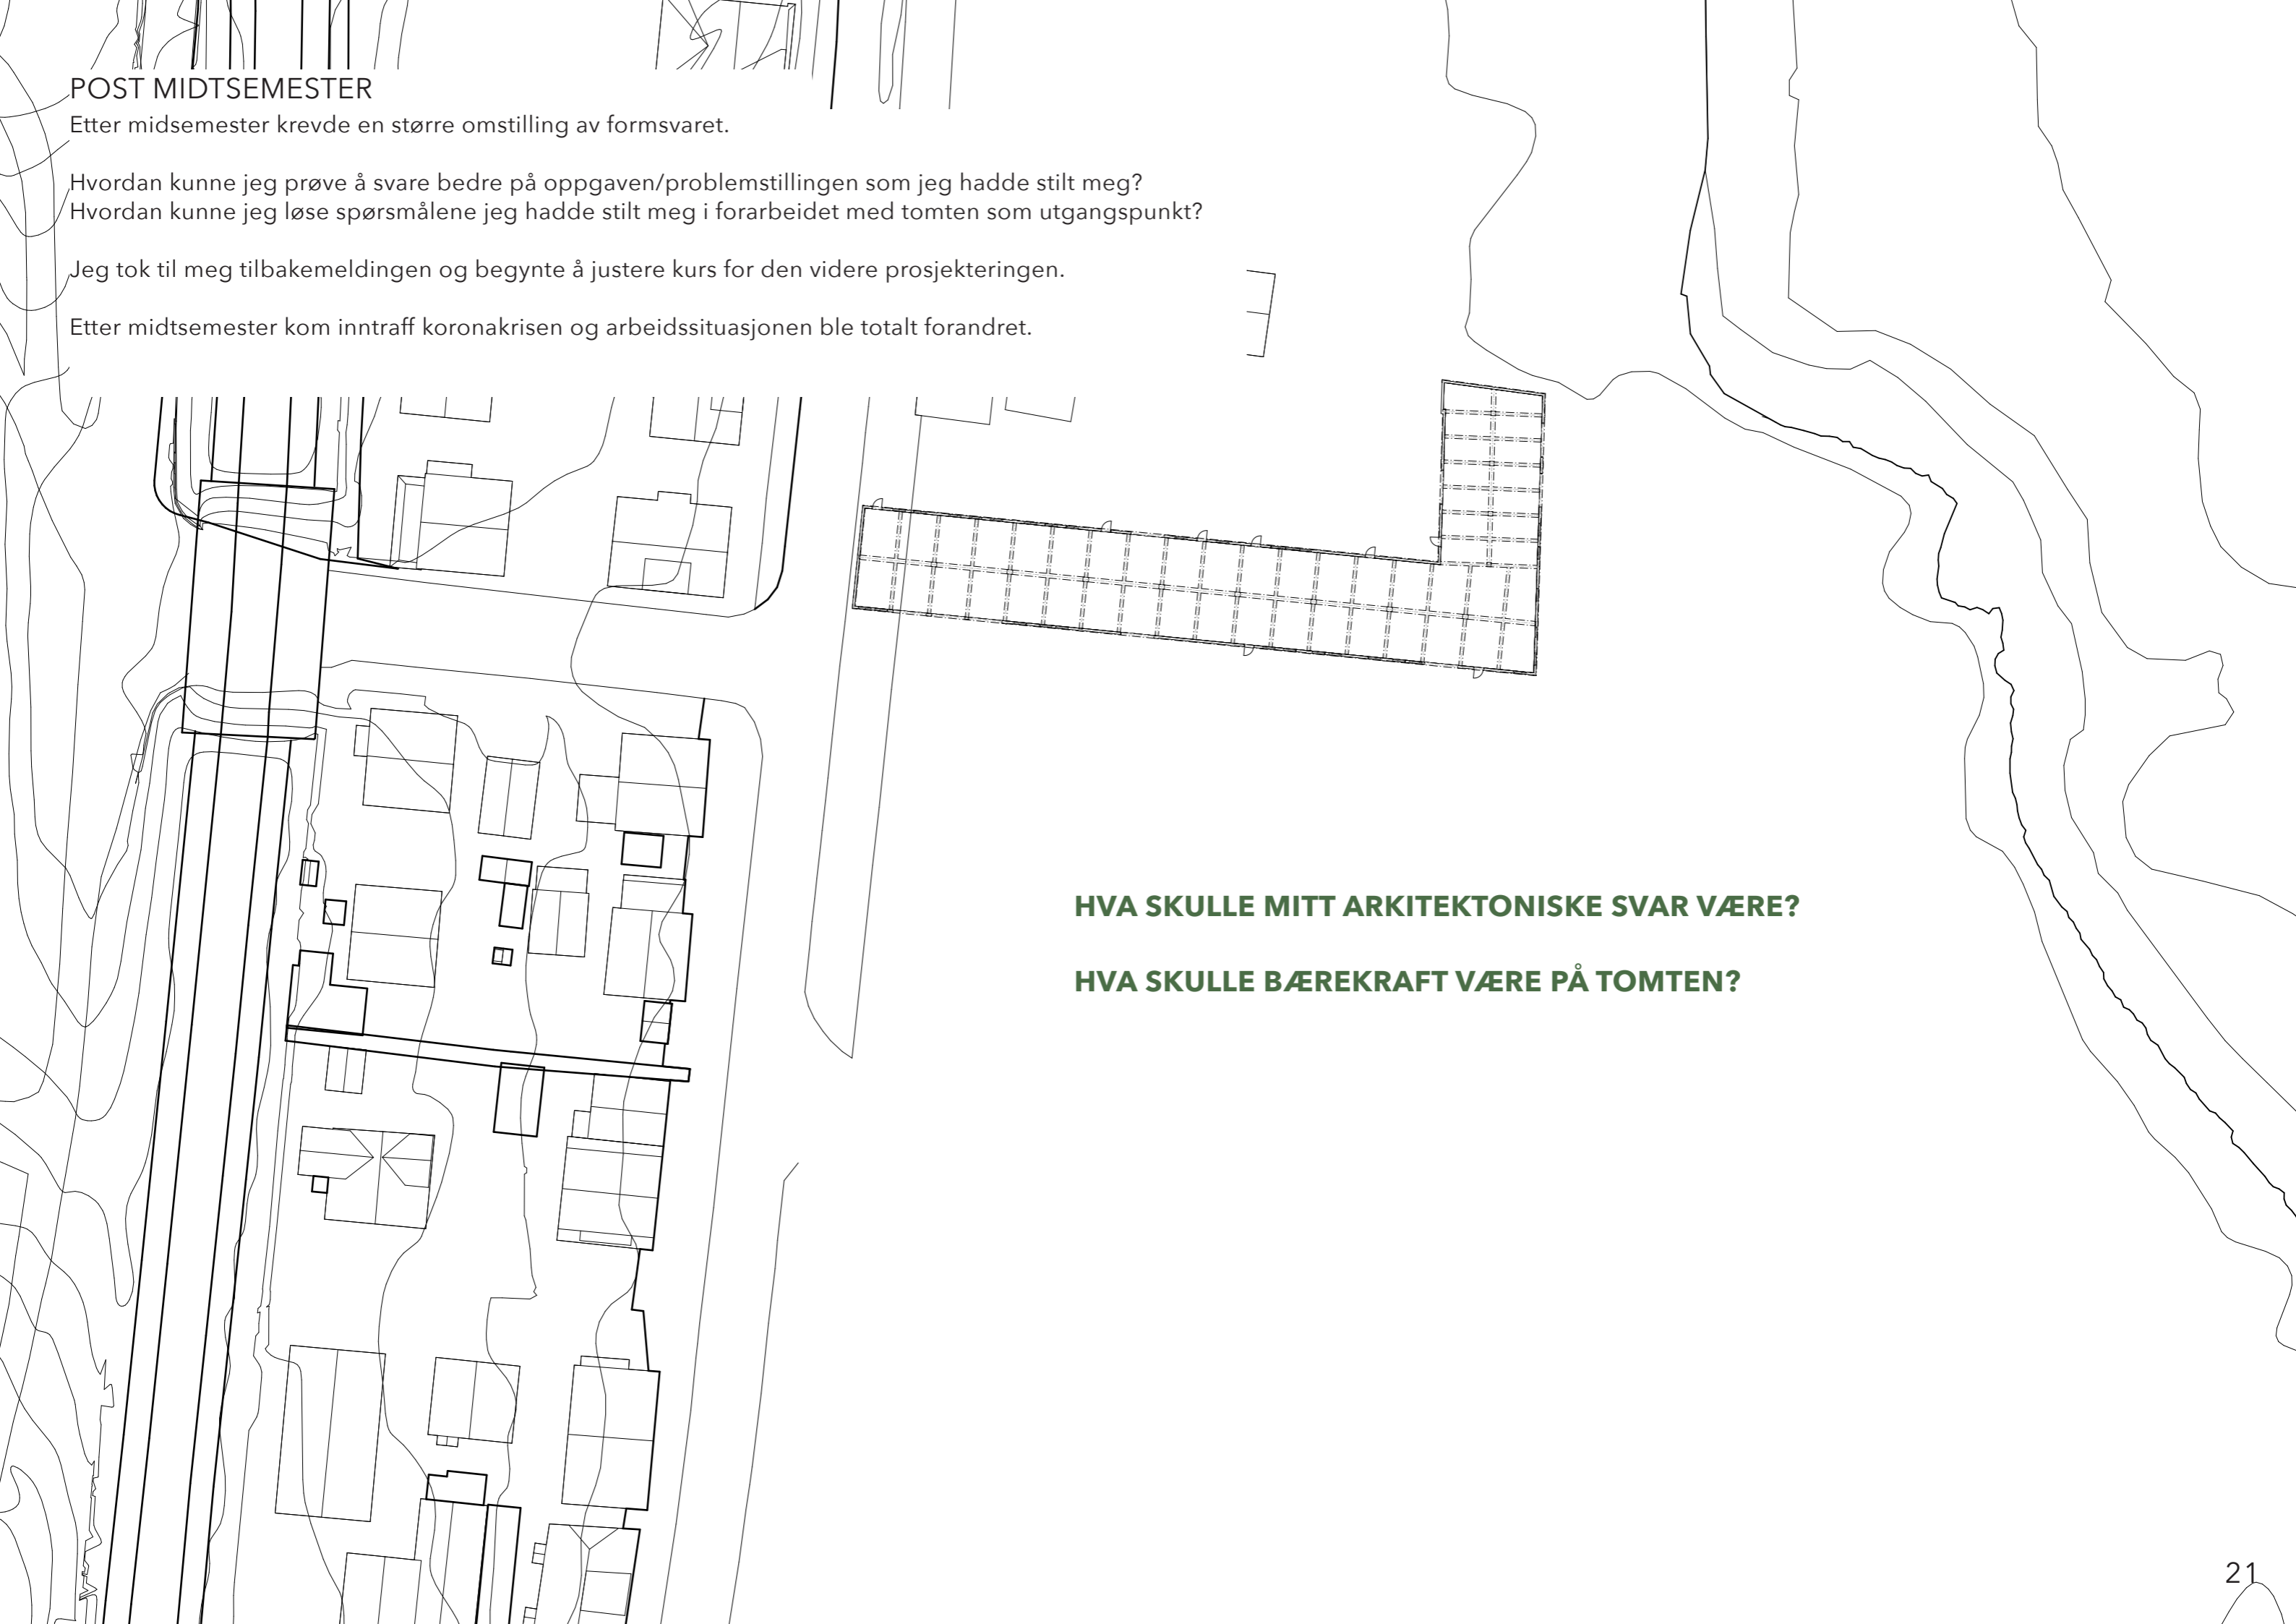 POST MIDTSEMESTER
Etter midsemester krevde en større omstilling av formsvaret.
Hvordan kunne jeg prøve å svare bedre på oppgaven/problemstillingen som jeg hadde stilt meg?
Hvordan kunne jeg løse spørsmålene jeg hadde stilt meg i forarbeidet med tomten som utgangspunkt?
Jeg tok til meg tilbakemeldingen og begynte å justere kurs for den videre prosjekteringen.
Etter midtsemester kom inntraff koronakrisen og arbeidssituasjonen ble totalt forandret.
HVA SKULLE MITT ARKITEKTONISKE SVAR VÆRE?
HVA SKULLE BÆREKRAFT VÆRE PÅ TOMTEN?
21